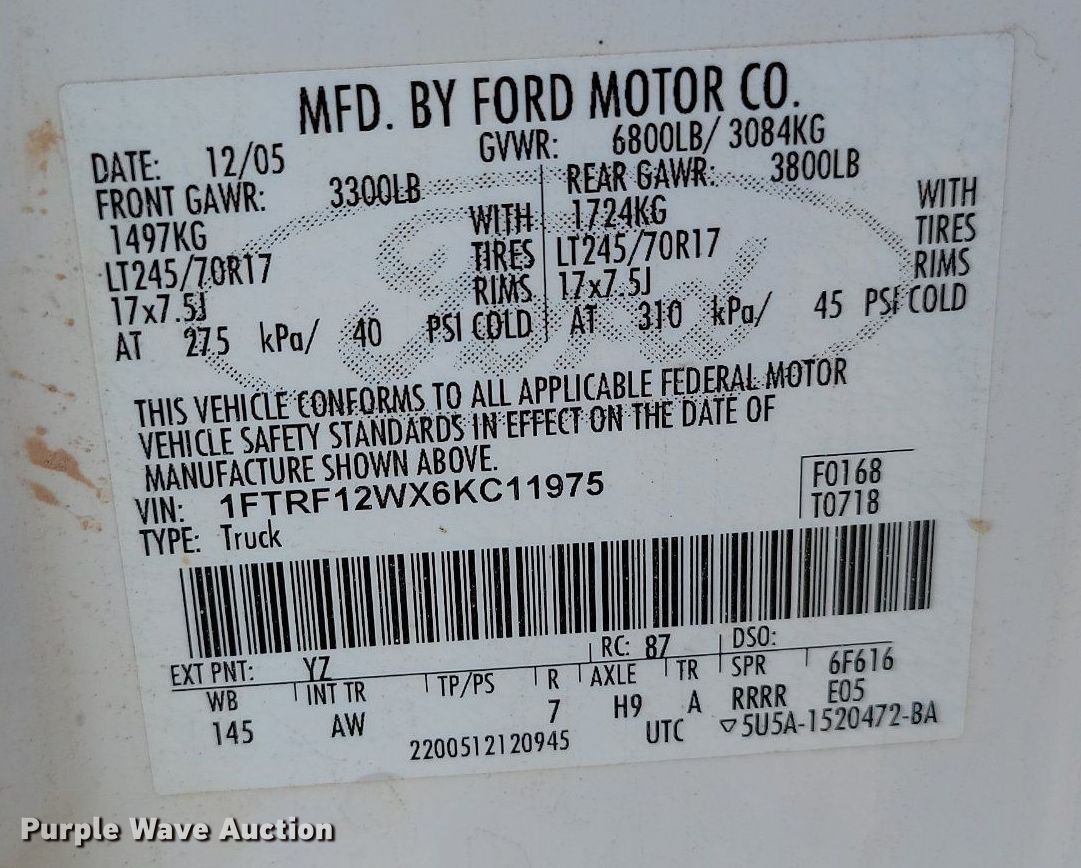 MFD. BY FORD MOTOR CO.
DATE: 12/05 GVWR: 6800LB/ 3084KG
FRONT GAWR: 3300LB REAR GAWR: 3800LB
1497KG WITH 1724KG WITH
LT245/70R17 TIRES LT245/70R17 TIRES
17x7.5J RIMS 17x7.5J RIMS
AT 275 kPa/ 40 PSI COLD AT 310 kPa/ 45 PSI COLD
THIS VEHICLE CONFORMS TO ALL APPLICABLE FEDERAL MOTOR
VEHICLE SAFETY STANDARDS IN EFFECT ON THE DATE OF
MANUFACTURE SHOWN ABOVE.
VIN: 1FTRF12WX6KC11975 F0168
TYPE: Truck T0718
EXT PNT: YZ RC: 87 DSO:
WB INT TR TP/PS R AXLE TR SPR 6F616
145 AW 7 H9 A RRRR E05
2200512120945 UTC ▽5U5A-1520472-BA
Ford
Purple Wave Auction